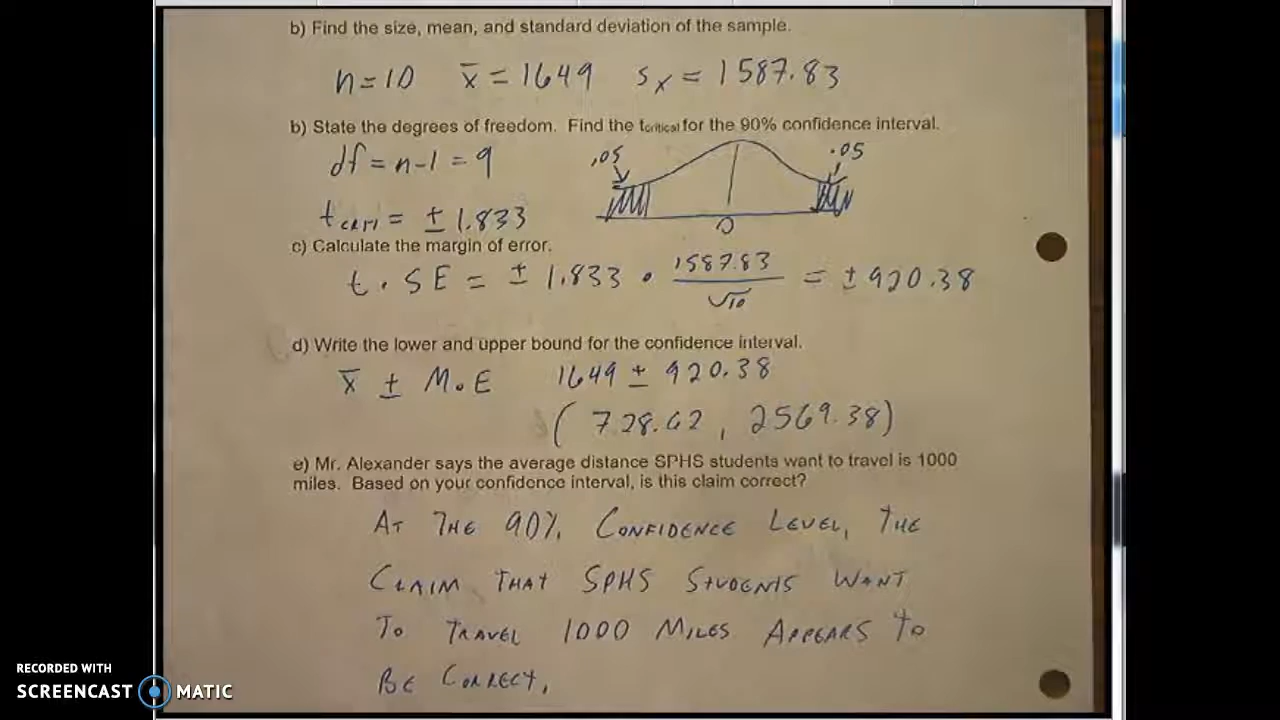 b) Find the size, mean, and standard deviation of the sample.
n = 10 x̄ = 1649 sx = 1587.83
b) State the degrees of freedom. Find the tcritical for the 90% confidence interval.
df = n-1 = 9
.05 .05
tcrit = ± 1.833
0
c) Calculate the margin of error.
t · SE = ± 1.833 · 1587.83 / √10 = ± 920.38
d) Write the lower and upper bound for the confidence interval.
x̄ ± M.E 1649 ± 920.38
( 728.62 , 2569.38)
e) Mr. Alexander says the average distance SPHS students want to travel is 1000
miles. Based on your confidence interval, is this claim correct?
AT THE 90% CONFIDENCE LEVEL, THE
CLAIM THAT SPHS STUDENTS WANT
TO TRAVEL 1000 MILES APPEARS TO
BE CORRECT.
RECORDED WITH
SCREENCAST MATIC